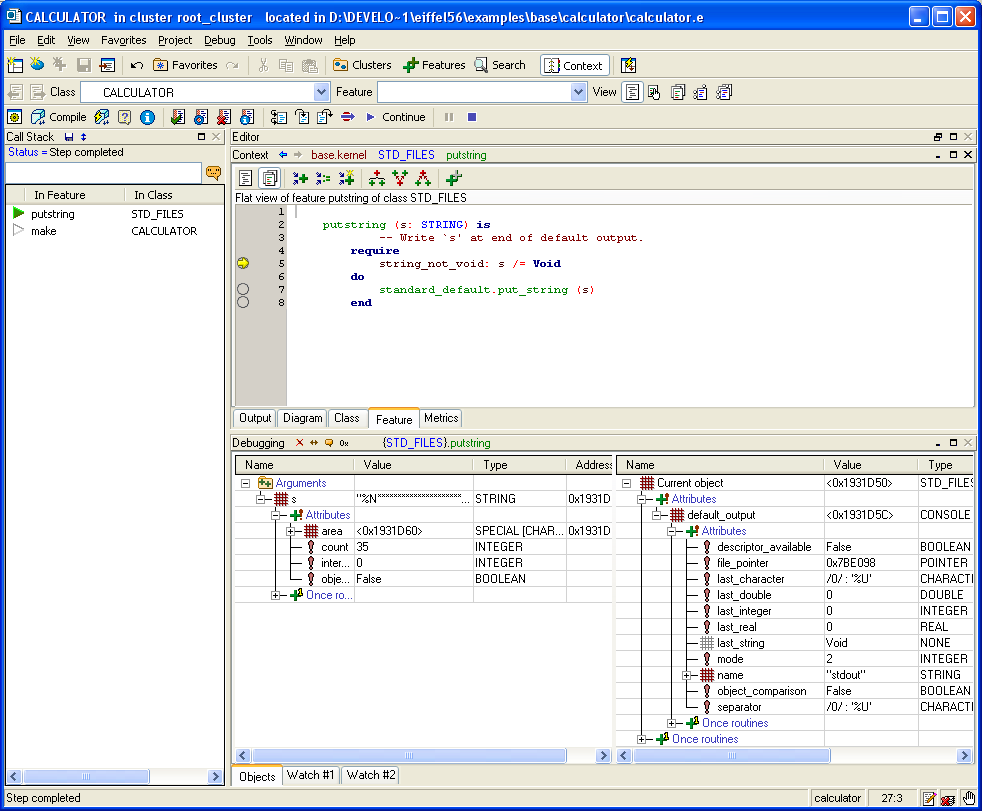 CALCULATOR in cluster root_cluster located in D:\DEVELO~1\eiffel56\examples\base\calculator\calculator.e
File Edit View Favorites Project Debug Tools Window Help
Favorites Clusters Features Search Context
Class CALCULATOR Feature View
Compile Continue
Call Stack
Status = Step completed
In Feature In Class
putstring STD_FILES
make CALCULATOR
Editor
Context base.kernel STD_FILES putstring
Flat view of feature putstring of class STD_FILES
1
2 putstring (s: STRING) is
3 -- Write `s' at end of default output.
4 require
5 string_not_void: s /= Void
6 do
7 standard_default.put_string (s)
8 end
Output Diagram Class Feature Metrics
Debugging 0x {STD_FILES}.putstring
Name Value Type Address
Arguments
s "%N********************... STRING 0x1931D
Attributes
area <0x1931D60> SPECIAL [CHAR... 0x1931D
count 35 INTEGER
inter... 0 INTEGER
obje... False BOOLEAN
Once ro...
Name Value Type
Current object <0x1931D50> STD_FILES
Attributes
default_output <0x1931D5C> CONSOLE
Attributes
descriptor_available False BOOLEAN
file_pointer 0x7BE098 POINTER
last_character /0/ : '%U' CHARACTI
last_double 0 DOUBLE
last_integer 0 INTEGER
last_real 0 REAL
last_string Void NONE
mode 2 INTEGER
name "stdout" STRING
object_comparison False BOOLEAN
separator /0/ : '%U' CHARACTI
Once routines
Once routines
Objects Watch #1 Watch #2
Step completed calculator 27:3